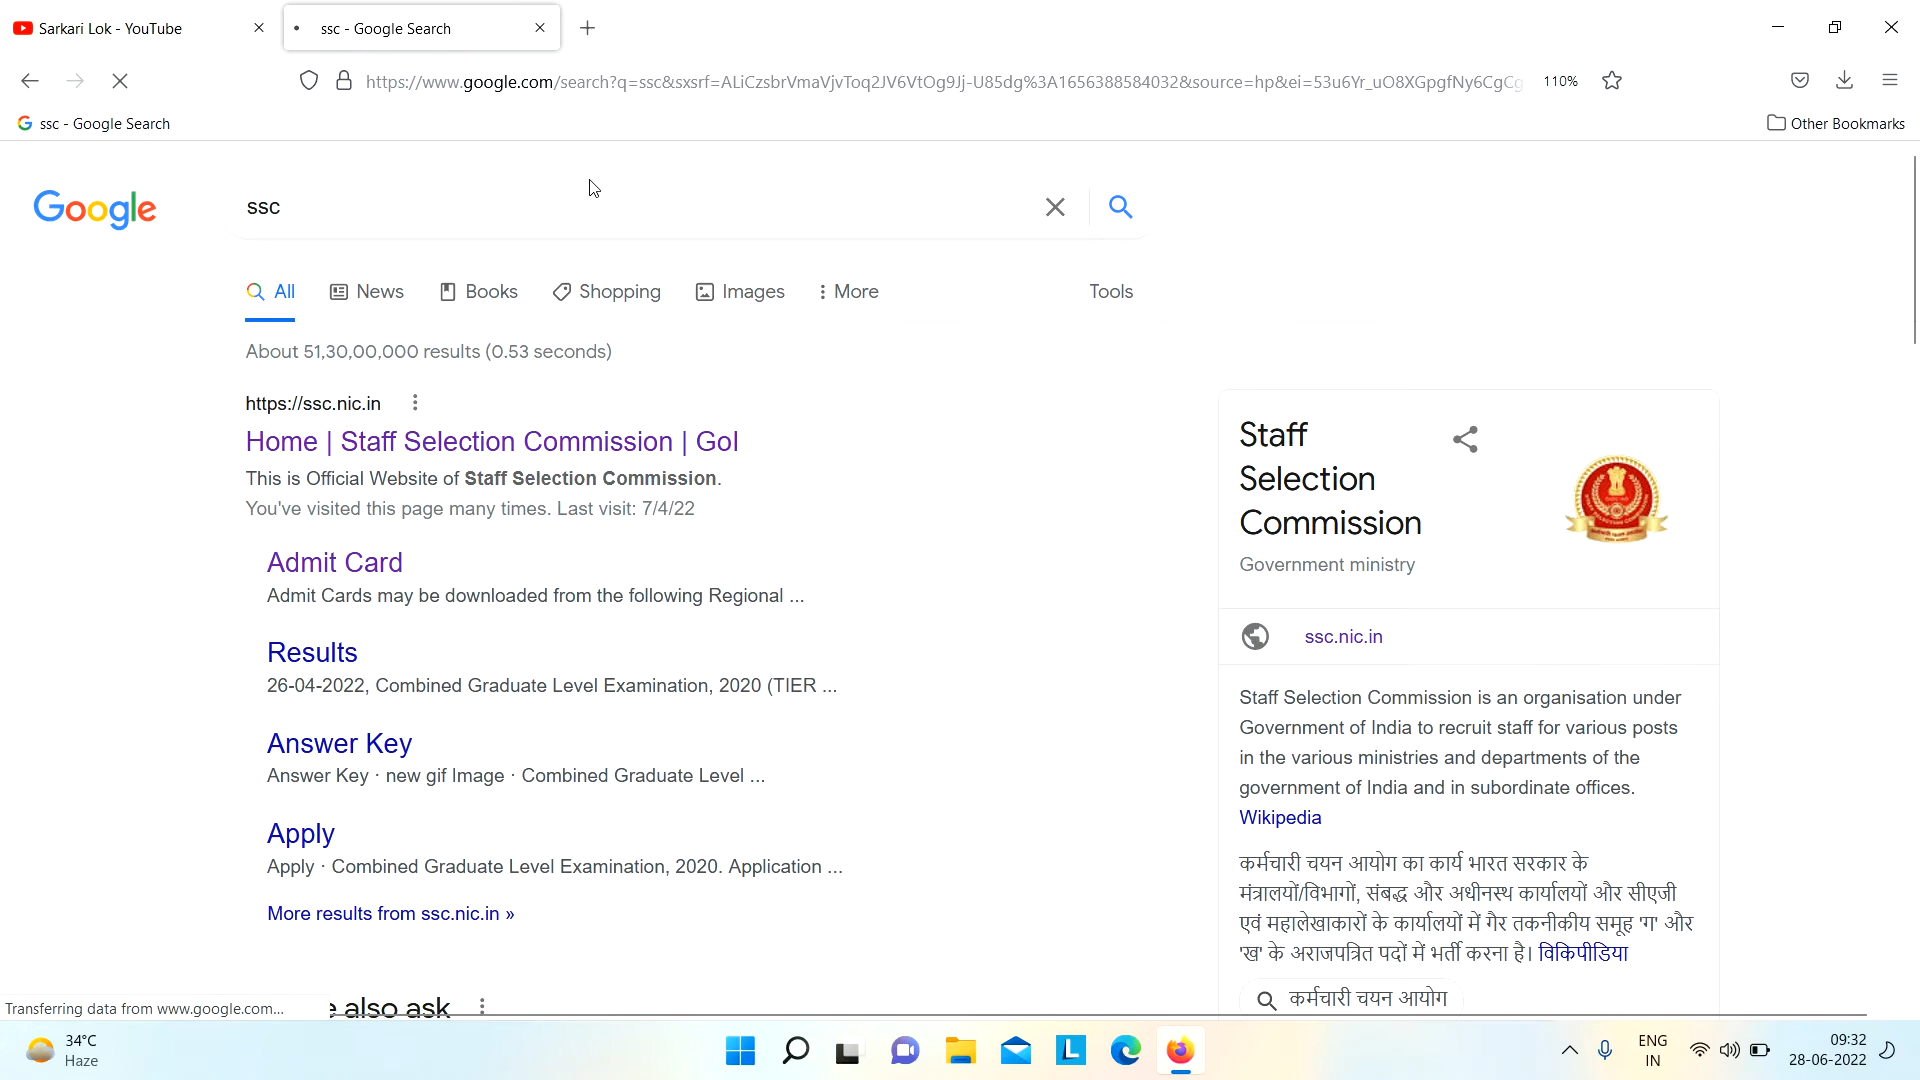 Sarkari Lok - YouTube
ssc - Google Search
https://www.google.com/search?q=ssc&sxsrf=ALiCzsbrVmaVjvToq2JV6VtOg9Jj-U85dg%3A1656388584032&source=hp&ei=53u6Yr_uO8XGpgfNy6CgCg
110%
ssc - Google Search
Other Bookmarks
Google
ssc
All
News
Books
Shopping
Images
More
Tools
About 51,30,00,000 results (0.53 seconds)
https://ssc.nic.in
Home | Staff Selection Commission | GoI
This is Official Website of Staff Selection Commission.
You've visited this page many times. Last visit: 7/4/22
Admit Card
Admit Cards may be downloaded from the following Regional ...
Results
26-04-2022, Combined Graduate Level Examination, 2020 (TIER ...
Answer Key
Answer Key · new gif Image · Combined Graduate Level ...
Apply
Apply · Combined Graduate Level Examination, 2020. Application ...
More results from ssc.nic.in »
also ask
Staff
Selection
Commission
Government ministry
ssc.nic.in
Staff Selection Commission is an organisation under
Government of India to recruit staff for various posts
in the various ministries and departments of the
government of India and in subordinate offices.
Wikipedia
कर्मचारी चयन आयोग का कार्य भारत सरकार के
मंत्रालयों/विभागों, संबद्ध और अधीनस्थ कार्यालयों और सीएजी
एवं महालेखाकारों के कार्यालयों में गैर तकनीकीय समूह 'ग' और
'ख' के अराजपत्रित पदों में भर्ती करना है। विकिपीडिया
कर्मचारी चयन आयोग
Transferring data from www.google.com...
34°C
Haze
ENG
IN
09:32
28-06-2022